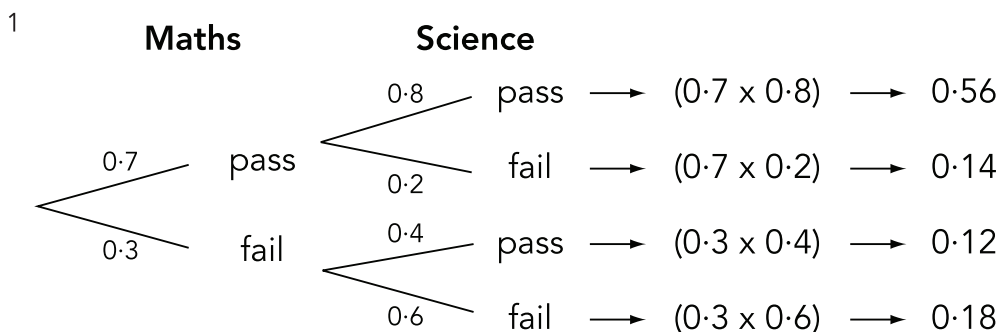 1
Maths Science
0·8 pass (0·7 x 0·8) 0·56
0·7 pass
0·2 fail (0·7 x 0·2) 0·14
0·3 fail
0·4 pass (0·3 x 0·4) 0·12
0·6 fail (0·3 x 0·6) 0·18